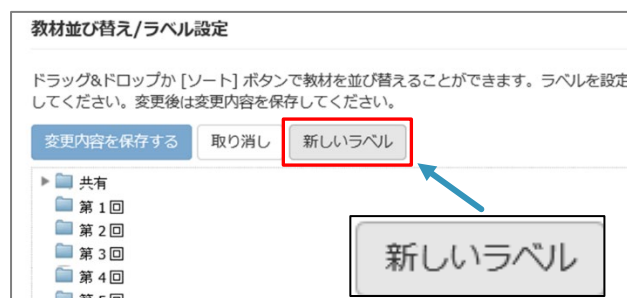 教材並び替え/ラベル設定
ドラッグ&ドロップか [ソート] ボタンで教材を並び替えることができます。ラベルを設定
してください。変更後は変更内容を保存してください。
変更内容を保存する 取り消し 新しいラベル
共有
第1回
第2回
第3回
第4回
新しいラベル